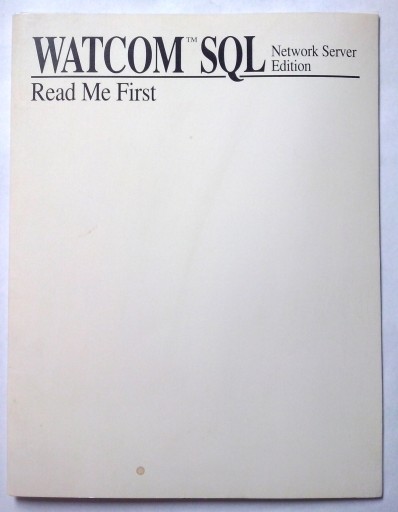 WATCOM™ SQL Network Server
Edition
Read Me First